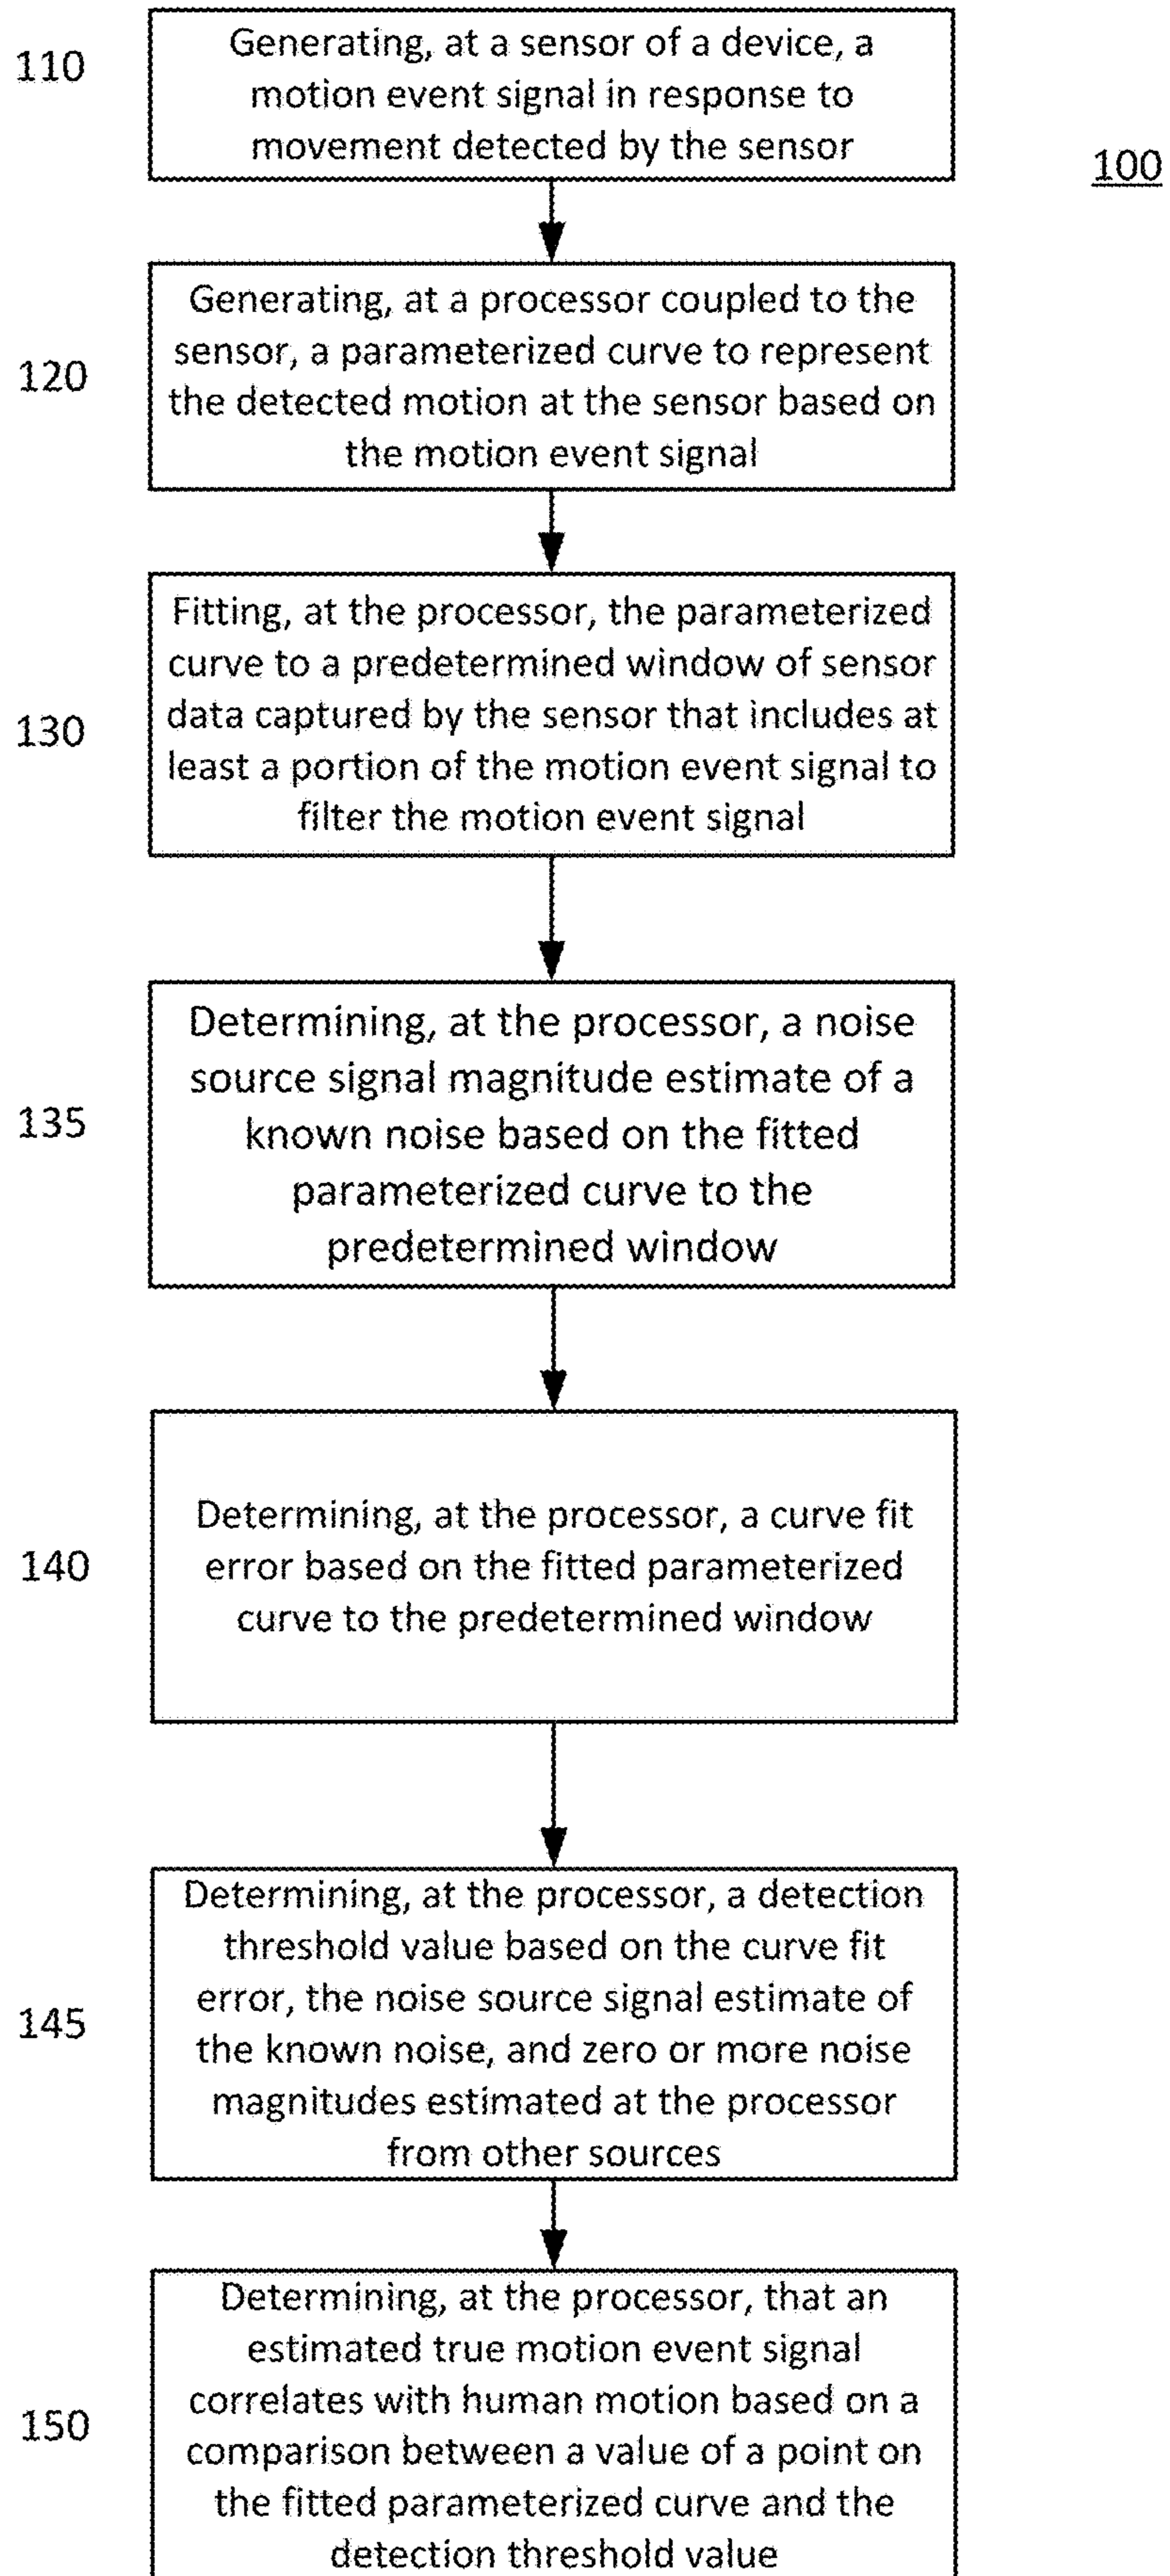 110
Generating, at a sensor of a device, a
motion event signal in response to
movement detected by the sensor
100
120
Generating, at a processor coupled to the
sensor, a parameterized curve to represent
the detected motion at the sensor based on
the motion event signal
130
Fitting, at the processor, the parameterized
curve to a predetermined window of sensor
data captured by the sensor that includes at
least a portion of the motion event signal to
filter the motion event signal
135
Determining, at the processor, a noise
source signal magnitude estimate of a
known noise based on the fitted
parameterized curve to the
predetermined window
140
Determining, at the processor, a curve fit
error based on the fitted parameterized
curve to the predetermined window
145
Determining, at the processor, a detection
threshold value based on the curve fit
error, the noise source signal estimate of
the known noise, and zero or more noise
magnitudes estimated at the processor
from other sources
150
Determining, at the processor, that an
estimated true motion event signal
correlates with human motion based on a
comparison between a value of a point on
the fitted parameterized curve and the
detection threshold value